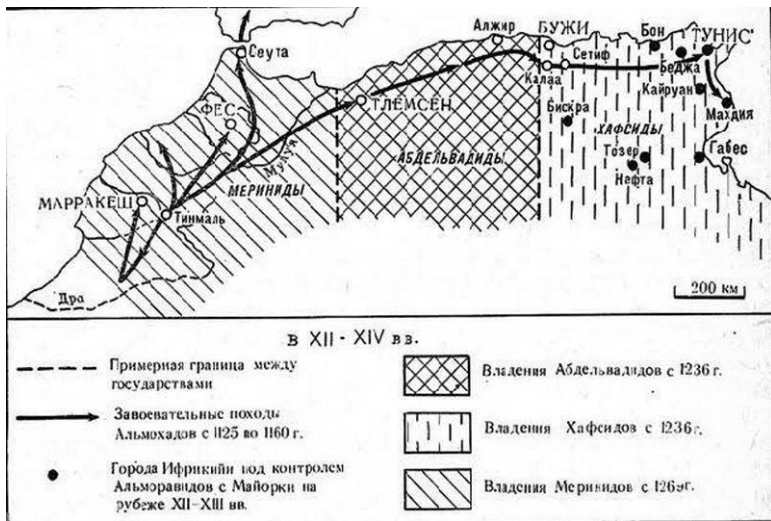 Алжир
БУЖИ
Бон
ТУНИС
Сеута
Сетиф
Беджа
Калаа
Кайруан
ТЛЕМСЕН
ФЕС
Махдия
Бискра
ХАФСИДЫ
Мулуя
АБДЕЛЬВАДИДЫ
Тозер
Габес
МЕРИНИДЫ
Нефта
МАРРАКЕШ
Тинмаль
Дра
200 км
в XII - XIV вв.
Примерная граница между
государствами
Завоевательные походы
Альмохадов с 1125 по 1160 г.
Города Ифрикийи под контролем
Альморавидов с Майорки на
рубеже XII-XIII вв.
Владения Абдельвадидов с 1236 г.
Владения Хафсидов с 1236 г.
Владения Меринидов с 1269г.